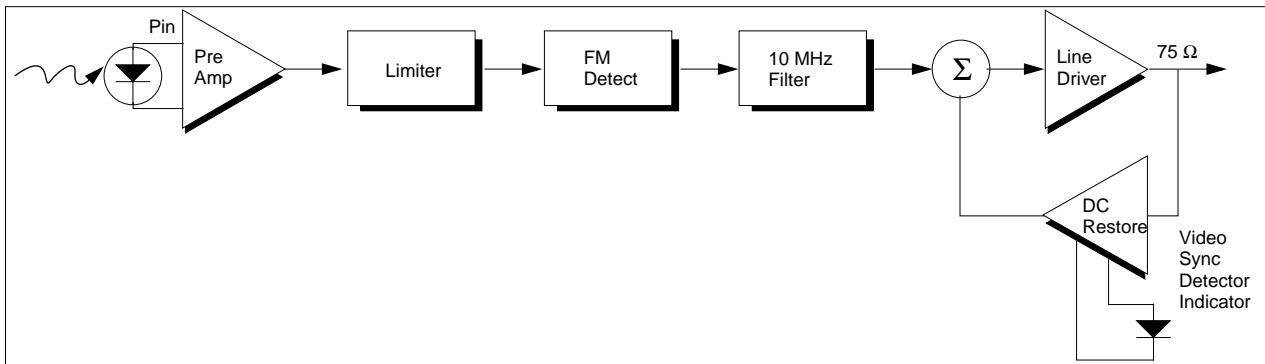 Pin
Pre
Amp
Limiter
FM
Detect
10 MHz
Filter
Σ
Line
Driver
75 Ω
DC
Restore
Video
Sync
Detector
Indicator